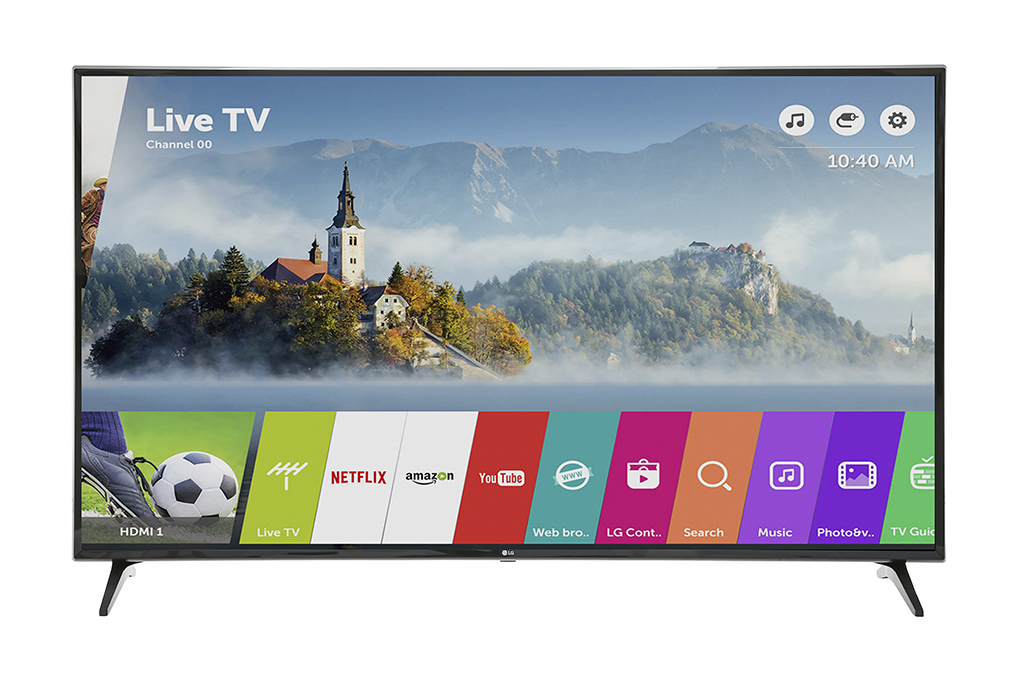 Live TV
Channel 00
10:40 AM
HDMI 1
Live TV
NETFLIX
amazon
YouTube
www
Web bro..
LG Cont..
Search
Music
Photo&v..
TV Guid
LG